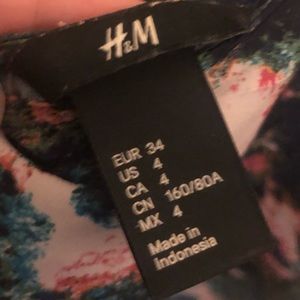 H&M
EUR 34
US 4
CA 4
CN 160/80A
MX 4
Made in
Indonesia